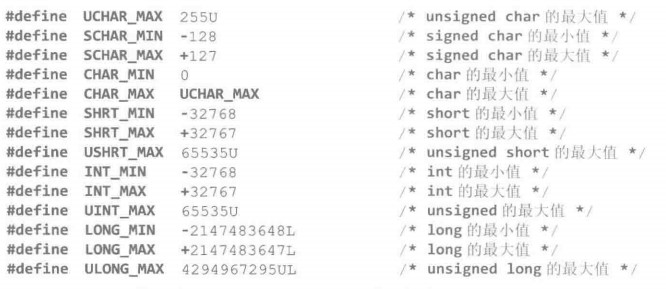 #define UCHAR_MAX 255U /* unsigned char 的最大值 */
#define SCHAR_MIN -128 /* signed char 的最小值 */
#define SCHAR_MAX +127 /* signed char 的最大值 */
#define CHAR_MIN 0 /* char 的最小值 */
#define CHAR_MAX UCHAR_MAX /* char 的最大值 */
#define SHRT_MIN -32768 /* short 的最小值 */
#define SHRT_MAX +32767 /* short 的最大值 */
#define USHRT_MAX 65535U /* unsigned short 的最大值 */
#define INT_MIN -32768 /* int 的最小值 */
#define INT_MAX +32767 /* int 的最大值 */
#define UINT_MAX 65535U /* unsigned 的最大值 */
#define LONG_MIN -2147483648L /* long 的最小值 */
#define LONG_MAX +2147483647L /* long 的最大值 */
#define ULONG_MAX 4294967295UL /* unsigned long 的最大值 */